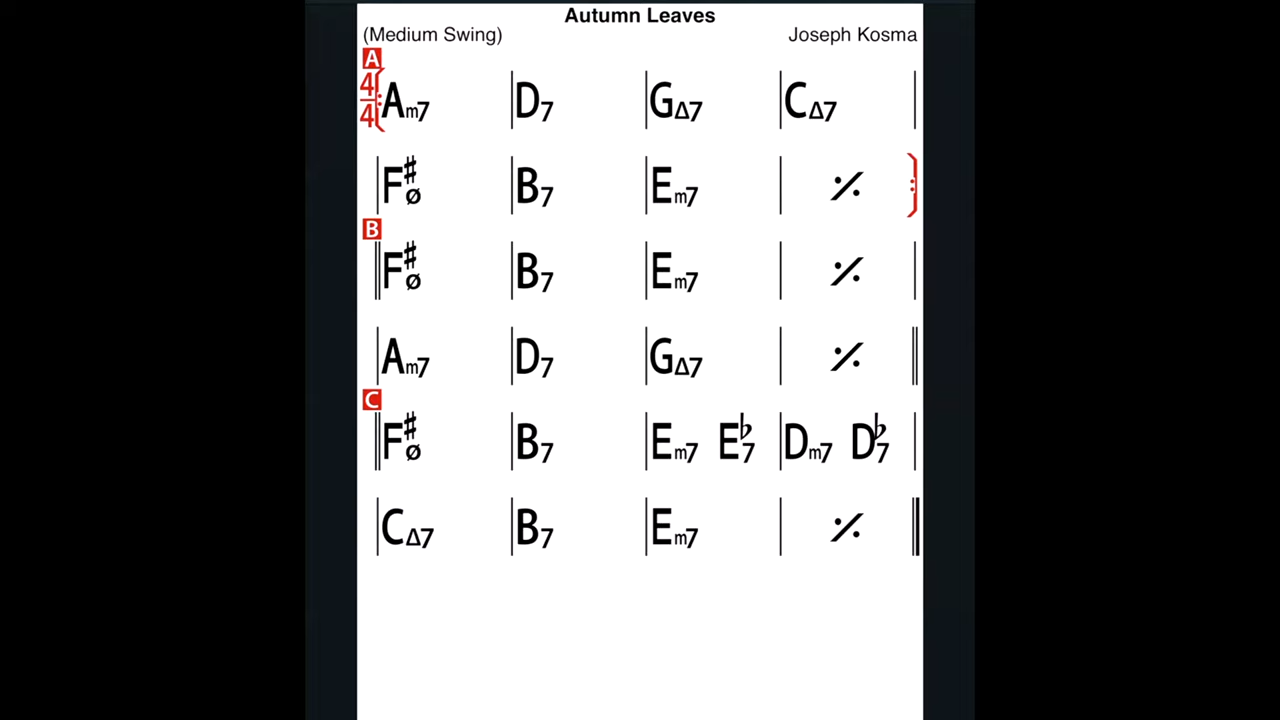 Autumn Leaves
(Medium Swing) Joseph Kosma
A
4/4 Am7 D7 GΔ7 CΔ7
F♯ø B7 Em7 𝄎
B
F♯ø B7 Em7 𝄎
Am7 D7 GΔ7 𝄎
C
F♯ø B7 Em7 E♭7 Dm7 D♭7
CΔ7 B7 Em7 𝄎